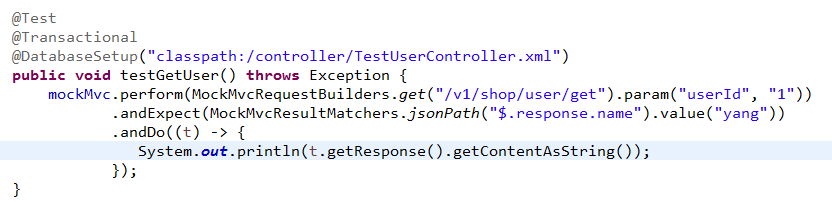 @Test
@Transactional
@DatabaseSetup("classpath:/controller/TestUserController.xml")
public void testGetUser() throws Exception {
    mockMvc.perform(MockMvcRequestBuilders.get("/v1/shop/user/get").param("userId", "1"))
            .andExpect(MockMvcResultMatchers.jsonPath("$.response.name").value("yang"))
            .andDo((t) -> {
                System.out.println(t.getResponse().getContentAsString());
            });
}